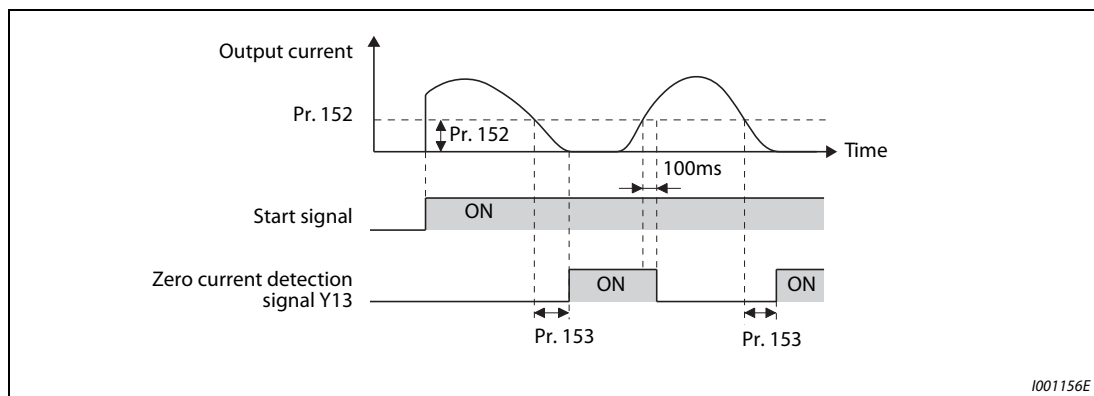 Output current
Pr. 152
Pr. 152
Time
100ms
Start signal
ON
Zero current detection
signal Y13
ON
ON
Pr. 153
Pr. 153
I001156E